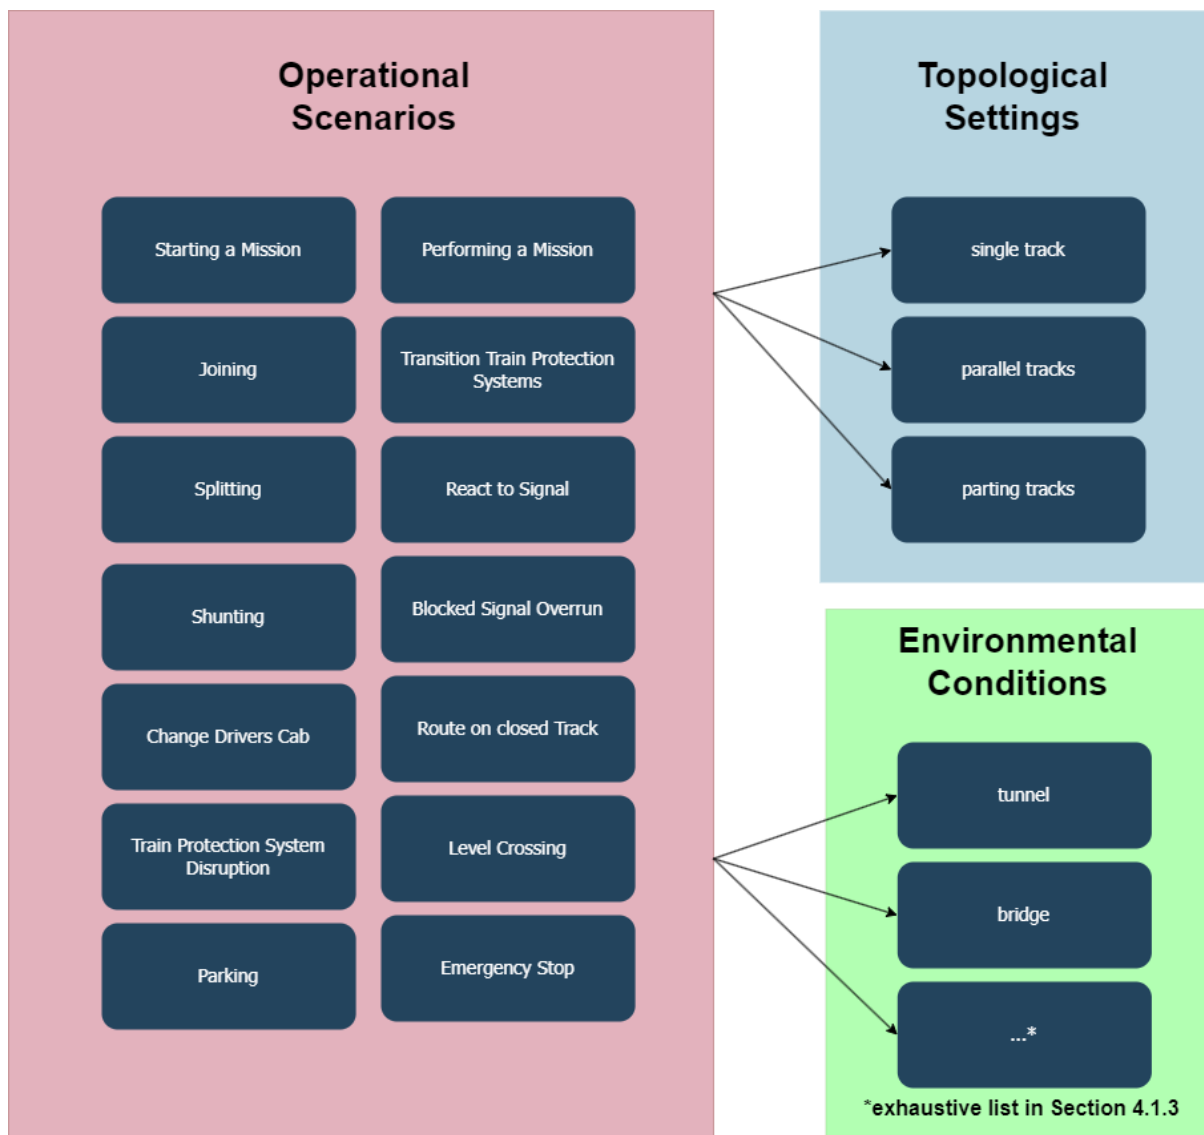 Operational
Scenarios
Starting a Mission
Performing a Mission
Joining
Transition Train Protection
Systems
Splitting
React to Signal
Shunting
Blocked Signal Overrun
Change Drivers Cab
Route on closed Track
Train Protection System
Disruption
Level Crossing
Parking
Emergency Stop
Topological
Settings
single track
parallel tracks
parting tracks
Environmental
Conditions
tunnel
bridge
...*
*exhaustive list in Section 4.1.3